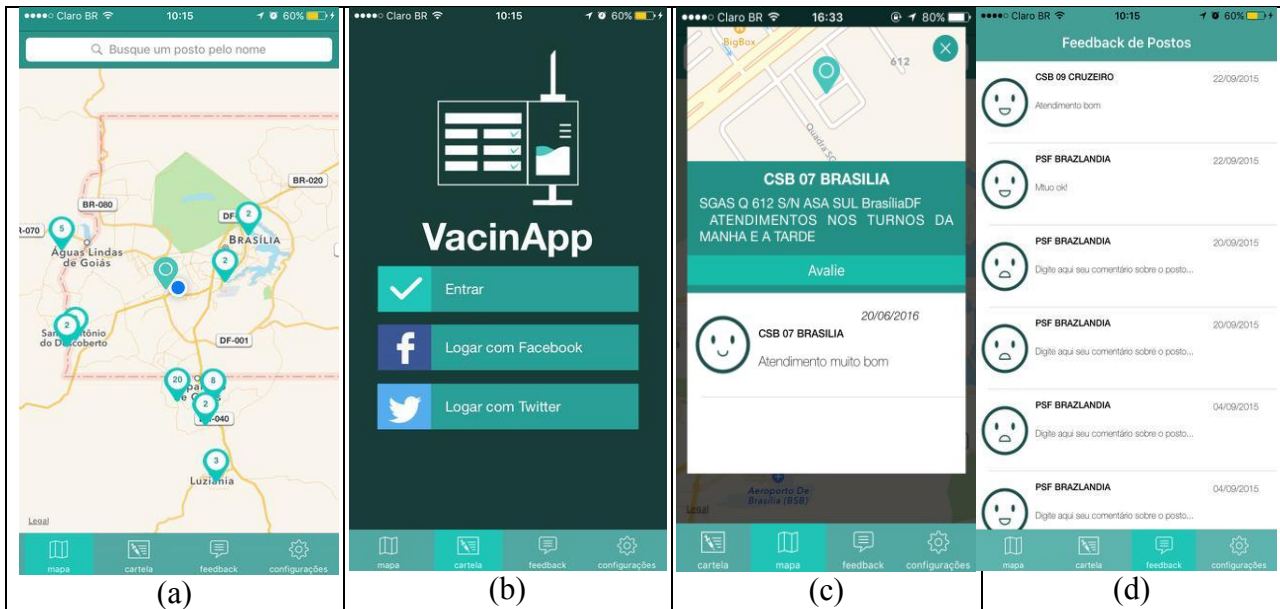 ●●●●○ Claro BR 10:15 60%
Busque um posto pelo nome
BR-020
BR-080
DF-
2
5
BRASÍLIA
Águas Lindas
de Goiás
2
2
do Descoberto
DF-001
20
8
2
-040
3
Luziânia
Legal
mapa cartela feedback configurações
(a)
●●●●○ Claro BR 10:15 60%
VacinApp
Entrar
Logar com Facebook
Logar com Twitter
mapa cartela feedback configurações
(b)
●●●●○ Claro BR 16:33 80%
BigBox
612
CSB 07 BRASILIA
SGAS Q 612 S/N ASA SUL BrasíliaDF
ATENDIMENTOS NOS TURNOS DA
MANHA E A TARDE
Avalie
20/06/2016
CSB 07 BRASILIA
Atendimento muito bom
Aeroporto De
Brasília (BSB)
Legal
cartela mapa feedback configurações
(c)
●●●●○ Claro BR 10:15 60%
Feedback de Postos
CSB 09 CRUZEIRO 22/09/2015
Atendimento bom
PSF BRAZLANDIA 22/09/2015
Mtuo ok!
PSF BRAZLANDIA 20/09/2015
Digite aqui seu comentário sobre o posto...
PSF BRAZLANDIA 20/09/2015
Digite aqui seu comentário sobre o posto...
PSF BRAZLANDIA 04/09/2015
Digite aqui seu comentário sobre o posto...
PSF BRAZLANDIA 04/09/2015
Digite aqui seu comentário sobre o posto...
mapa cartela feedback configurações
(d)